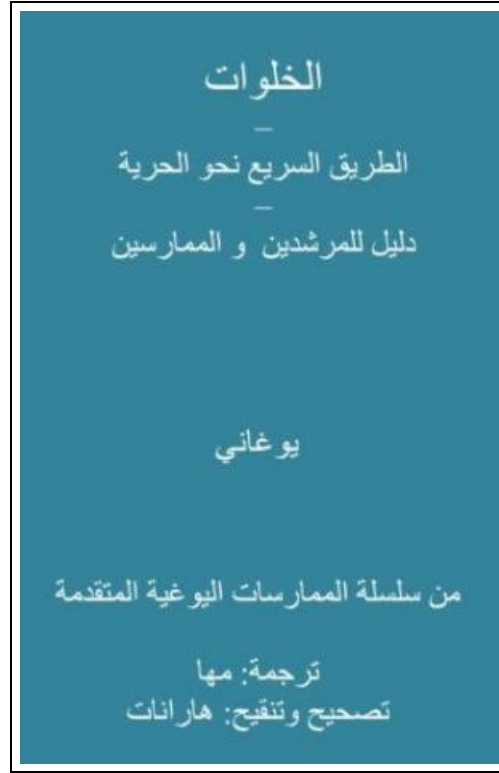 الخلوات
–
الطريق السريع نحو الحرية
–
دليل للمرشدين و الممارسين
يوغاني
من سلسلة الممارسات اليوغية المتقدمة
ترجمة: مها
تصحيح وتنقيح: هارانات